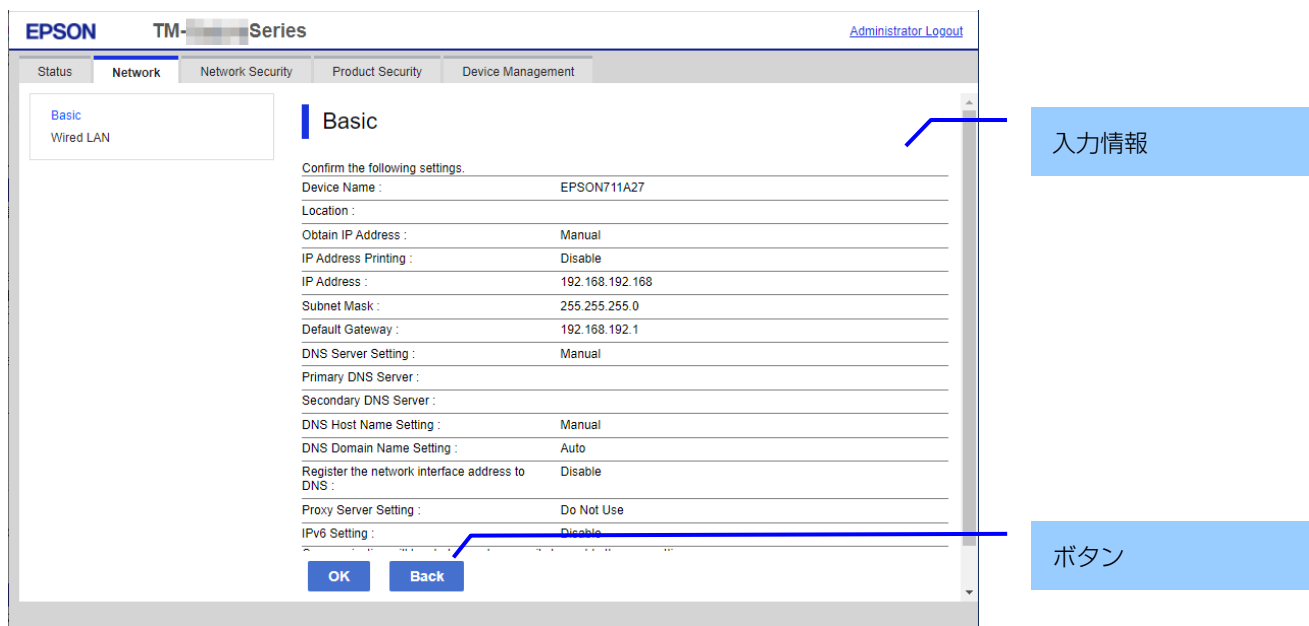 EPSON TM- Series Administrator Logout
Status Network Network Security Product Security Device Management
Basic
Wired LAN
Basic
Confirm the following settings.
Device Name : EPSON711A27
Location :
Obtain IP Address : Manual
IP Address Printing : Disable
IP Address : 192.168.192.168
Subnet Mask : 255.255.255.0
Default Gateway : 192.168.192.1
DNS Server Setting : Manual
Primary DNS Server :
Secondary DNS Server :
DNS Host Name Setting : Manual
DNS Domain Name Setting : Auto
Register the network interface address to Disable
DNS :
Proxy Server Setting : Do Not Use
IPv6 Setting : Disable
OK Back
入力情報
ボタン